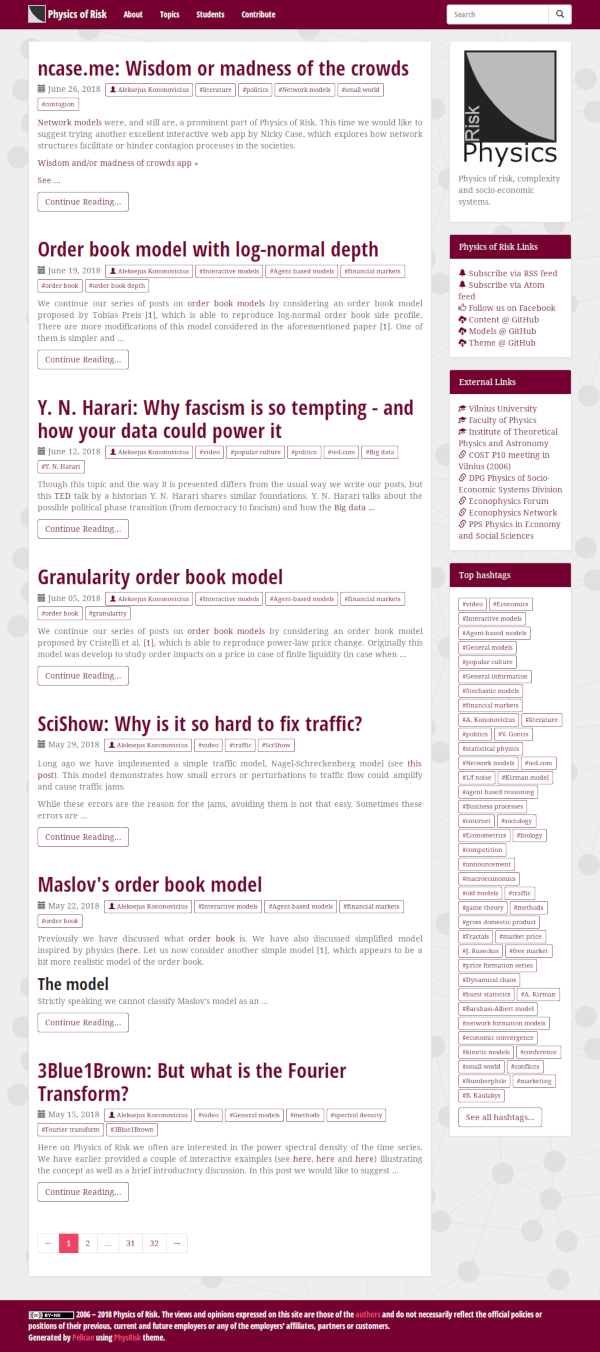 Physics of Risk About Topics Students Contribute Search
ncase.me: Wisdom or madness of the crowds
June 26, 2018 Aleksejus Kononovicius #literature #politics #Network models #small world
#contagion
Network models were, and still are, a prominent part of Physics of Risk. This time we would like to
suggest trying another excellent interactive web app by Nicky Case, which explores how network
structures facilitate or hinder contagion processes in the societies.
Wisdom and/or madness of crowds app »
See ...
Continue Reading...
Order book model with log-normal depth
June 19, 2018 Aleksejus Kononovicius #Interactive models #Agent-based models #financial markets
#order book #order book depth
We continue our series of posts on order book models by considering an order book model
proposed by Tobias Preis [1], which is able to reproduce log-normal order book side profile.
There are more modifications of this model considered in the aforementioned paper [1]. One of
them is simpler and ...
Continue Reading...
Y. N. Harari: Why fascism is so tempting - and
how your data could power it
June 12, 2018 Aleksejus Kononovicius #video #popular culture #politics #ted.com #Big data
#Y. N. Harari
Though this topic and the way it is presented differs from the usual way we write our posts, but
this TED talk by a historian Y. N. Harari shares similar foundations. Y. N. Harari talks about the
possible political phase transition (from democracy to fascism) and how the Big data ...
Continue Reading...
Granularity order book model
June 05, 2018 Aleksejus Kononovicius #Interactive models #Agent-based models #financial markets
#order book #granularity
We continue our series of posts on order book models by considering an order book model
proposed by Cristelli et al. [1], which is able to reproduce power-law price change. Originally this
model was develop to study order impacts on a price in case of finite liquidity (in case when ...
Continue Reading...
SciShow: Why is it so hard to fix traffic?
May 29, 2018 Aleksejus Kononovicius #video #traffic #SciShow
Long ago we have implemented a simple traffic model, Nagel-Schreckenberg model (see this
post). This model demonstrates how small errors or perturbations to traffic flow could amplify
and cause traffic jams.
While these errors are the reason for the jams, avoiding them is not that easy. Sometimes these
errors are ...
Continue Reading...
Maslov's order book model
May 22, 2018 Aleksejus Kononovicius #Interactive models #Agent-based models #financial markets
#order book
Previously we have discussed what order book is. We have also discussed simplified model
inspired by physics (here. Let us now consider another simple model [1], which appears to be a
bit more realistic model of the order book.
The model
Strictly speaking we cannot classify Maslov's model as an ...
Continue Reading...
3Blue1Brown: But what is the Fourier
Transform?
May 15, 2018 Aleksejus Kononovicius #video #General models #methods #spectral density
#Fourier transform #3Blue1Brown
Here on Physics of Risk we often are interested in the power spectral density of the time series.
We have earlier provided a couple of interactive examples (see here, here and here) illustrating
the concept as well as a brief introductory discussion. In this post we would like to suggest ...
Continue Reading...
← 1 2 ... 31 32 →
Risk
Physics
Physics of risk, complexity
and socio-economic
systems.
Physics of Risk Links
Subscribe via RSS feed
Subscribe via Atom
feed
Follow us on Facebook
Content @ GitHub
Models @ GitHub
Theme @ GitHub
External Links
Vilnius University
Faculty of Physics
Institute of Theoretical
Physics and Astronomy
COST P10 meeting in
Vilnius (2006)
DPG Physics of Socio-
Economic Systems Division
Econophysics Forum
Econophysics Network
PPS Physics in Economy
and Social Sciences
Top hashtags
#video #Economics
#Interactive models
#Agent-based models
#General models
#popular culture
#General information
#Stochastic models
#financial markets
#A. Kononovicius #literature
#politics #V. Gontis
#statistical physics
#Network models #ted.com
#1/f noise #Kirman model
#agent based reasoning
#Business processes
#internet #sociology
#Econometrics #biology
#competition
#announcement
#macroeconomics
#old models #traffic
#game theory #methods
#gross domestic product
#Fractals #market price
#J. Ruseckas #free market
#price formation series
#Dynamical chaos
#burst statistics #A. Kirman
#Barabasi-Albert model
#network formation models
#economic convergence
#kinetic models #conference
#small world #conflicts
#Numberphile #marketing
#B. Kaulakys
See all hashtags...
CC BY-NC 2006 – 2018 Physics of Risk. The views and opinions expressed on this site are those of the authors and do not necessarily reflect the official policies or
positions of their previous, current and future employers or any of the employers' affiliates, partners or customers.
Generated by Pelican using PhysRisk theme.